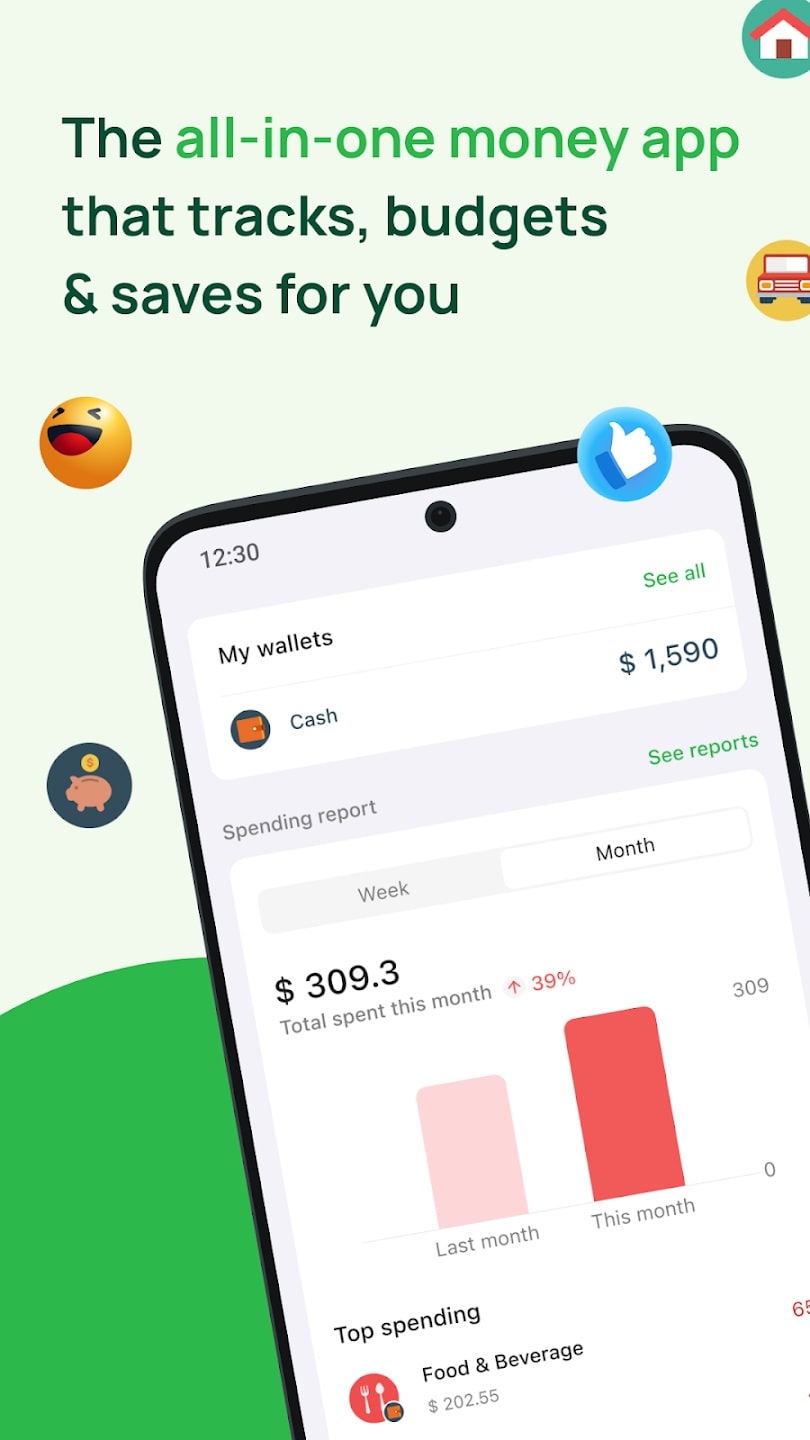 The all-in-one money app
that tracks, budgets
& saves for you
12:30
See all
My wallets
$ 1,590
Cash
See reports
Spending report
Week
Month
$ 309.3
Total spent this month ↑ 39%
309
0
Last month
This month
Top spending
65
Food & Beverage
$ 202.55